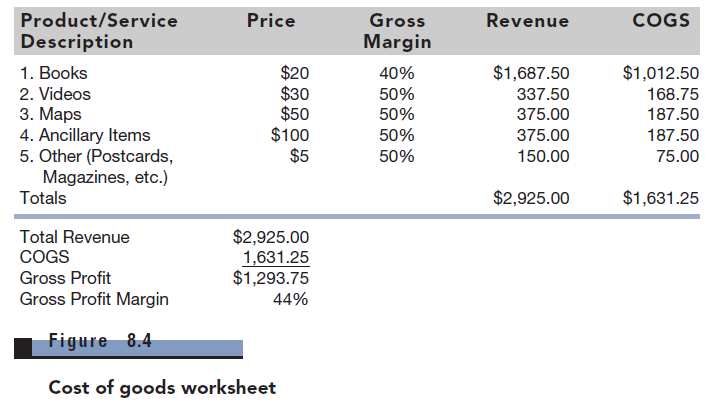 Product/Service Price Gross Revenue COGS
Description Margin
1. Books $20 40% $1,687.50 $1,012.50
2. Videos $30 50% 337.50 168.75
3. Maps $50 50% 375.00 187.50
4. Ancillary Items $100 50% 375.00 187.50
5. Other (Postcards, $5 50% 150.00 75.00
Magazines, etc.)
Totals $2,925.00 $1,631.25
Total Revenue $2,925.00
COGS 1,631.25
Gross Profit $1,293.75
Gross Profit Margin 44%
Figure 8.4
Cost of goods worksheet